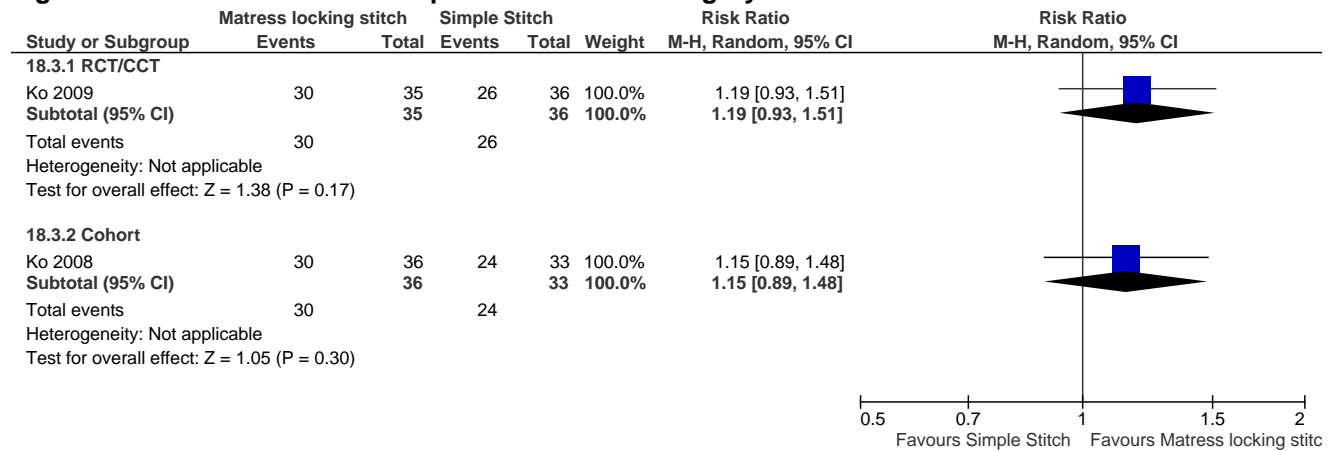 Matress locking stitch Simple Stitch Risk Ratio Risk Ratio
Study or Subgroup Events Total Events Total Weight M-H, Random, 95% CI M-H, Random, 95% CI
18.3.1 RCT/CCT
Ko 2009 30 35 26 36 100.0% 1.19 [0.93, 1.51]
Subtotal (95% CI) 35 36 100.0% 1.19 [0.93, 1.51]
Total events 30 26
Heterogeneity: Not applicable
Test for overall effect: Z = 1.38 (P = 0.17)
18.3.2 Cohort
Ko 2008 30 36 24 33 100.0% 1.15 [0.89, 1.48]
Subtotal (95% CI) 36 33 100.0% 1.15 [0.89, 1.48]
Total events 30 24
Heterogeneity: Not applicable
Test for overall effect: Z = 1.05 (P = 0.30)
0.5 0.7 1 1.5 2
Favours Simple Stitch Favours Matress locking stitc